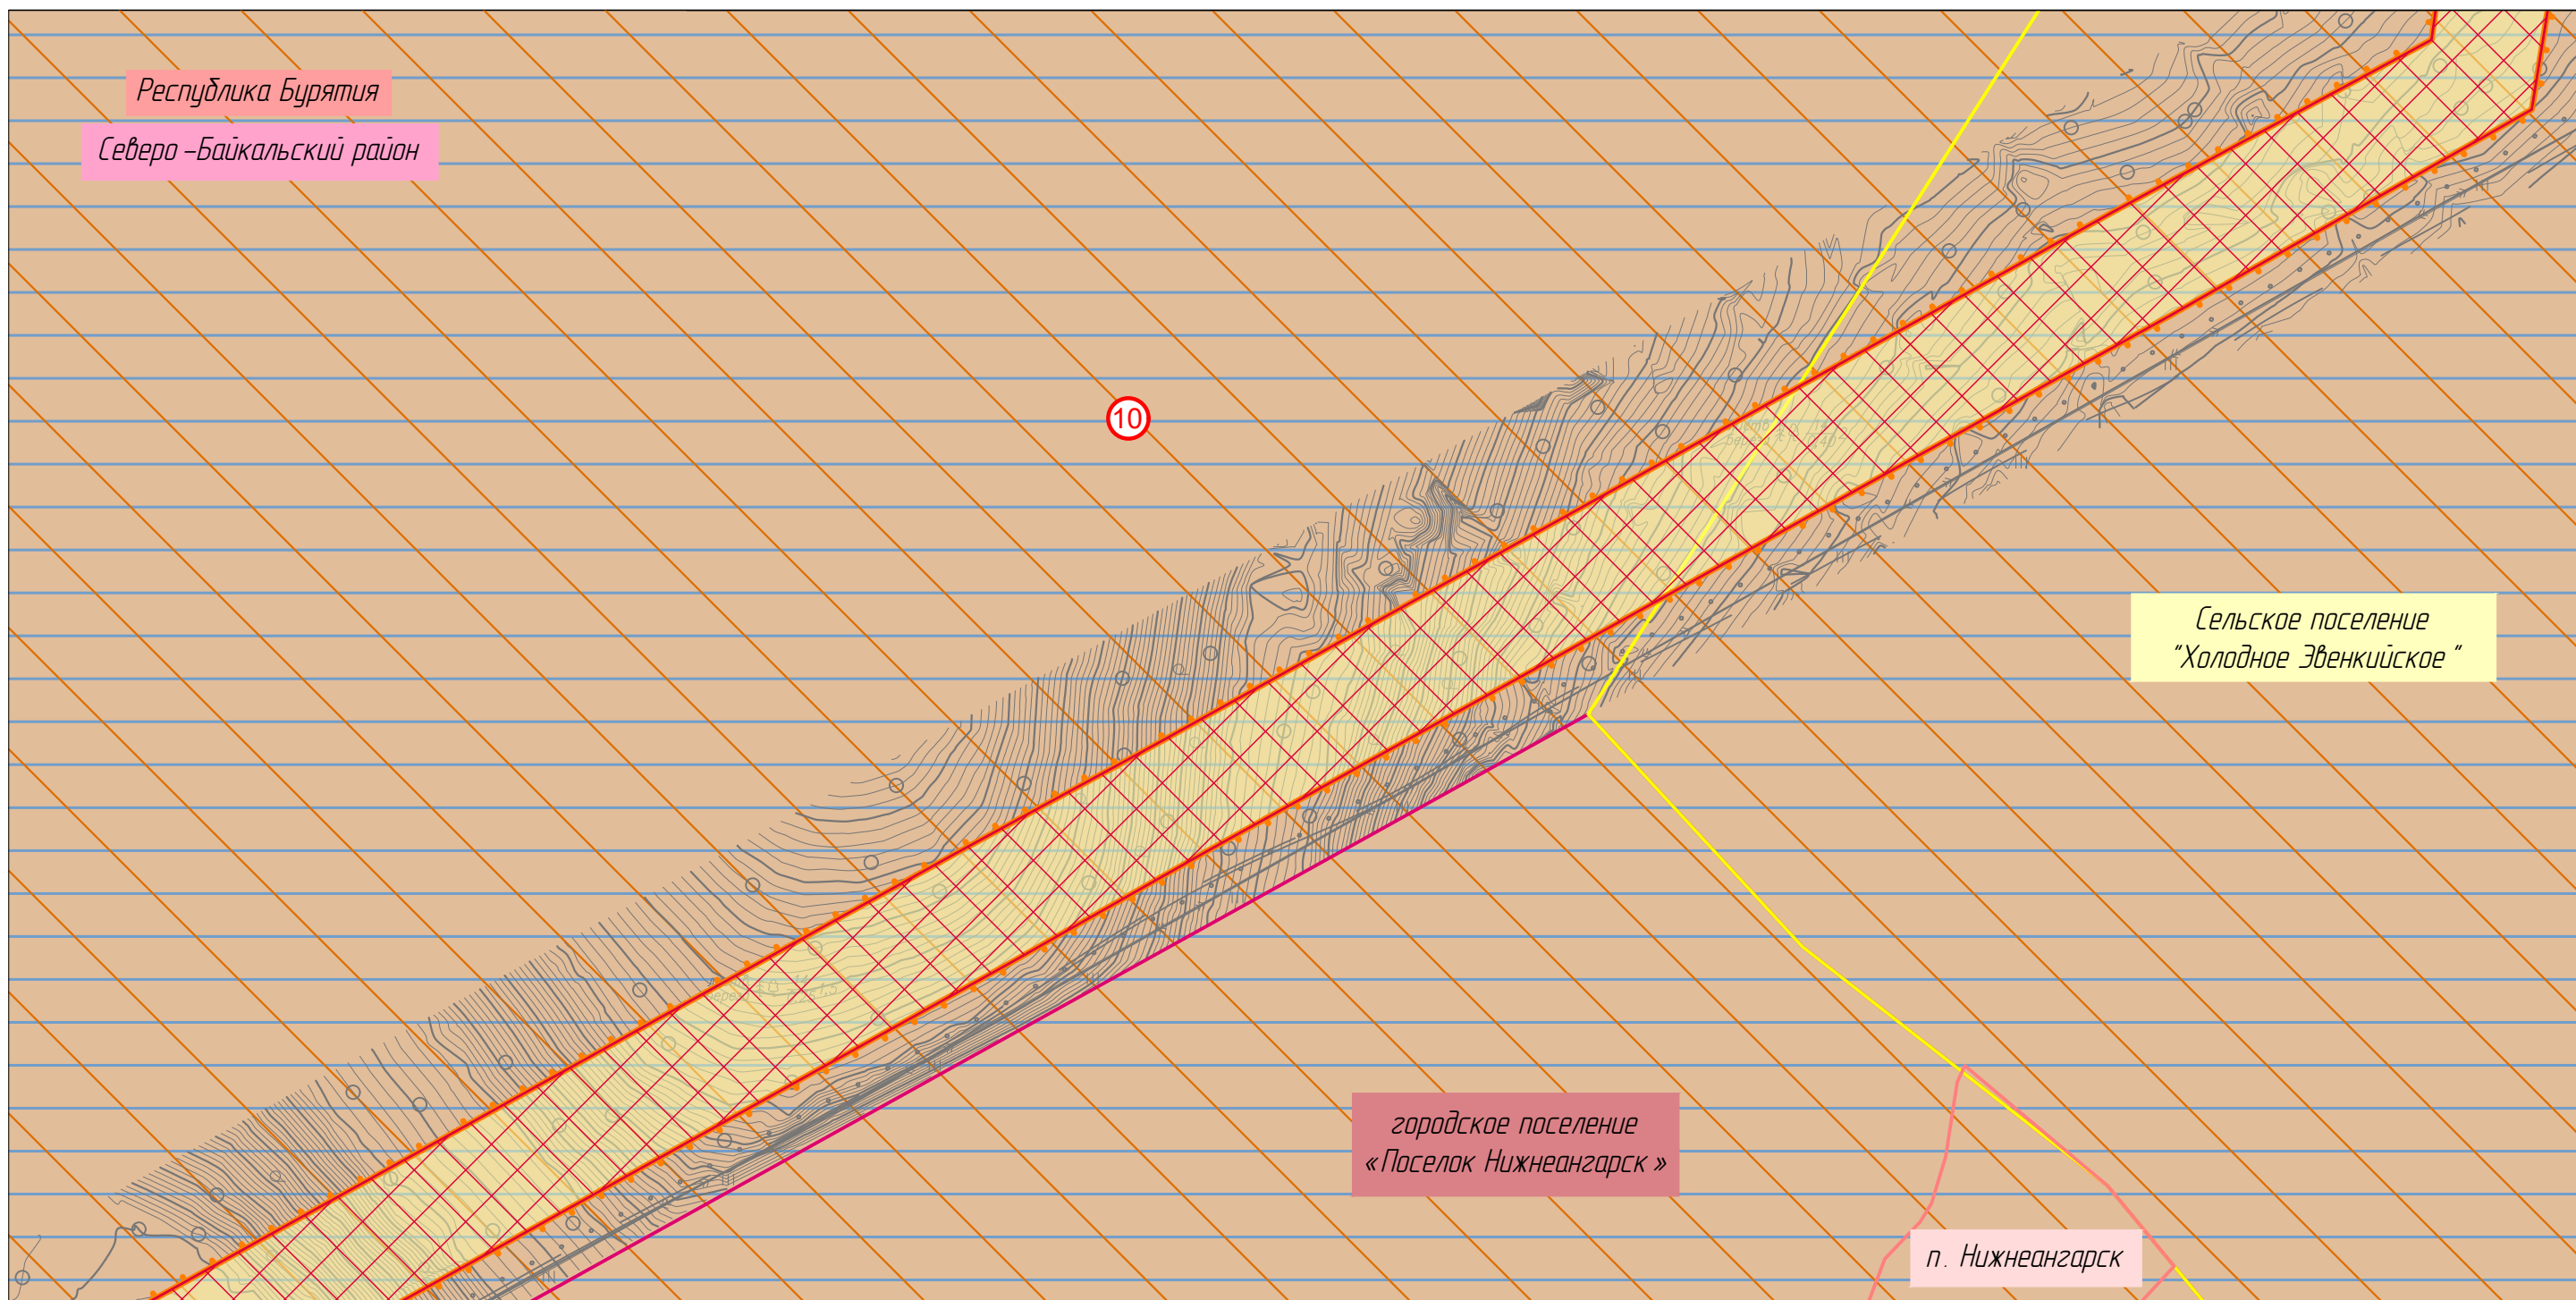 Республика Бурятия
Северо-Байкальский район
10
Сельское поселение
"Холодное Эвенкийское"
городское поселение
«Поселок Нижнеангарск»
п. Нижнеангарск